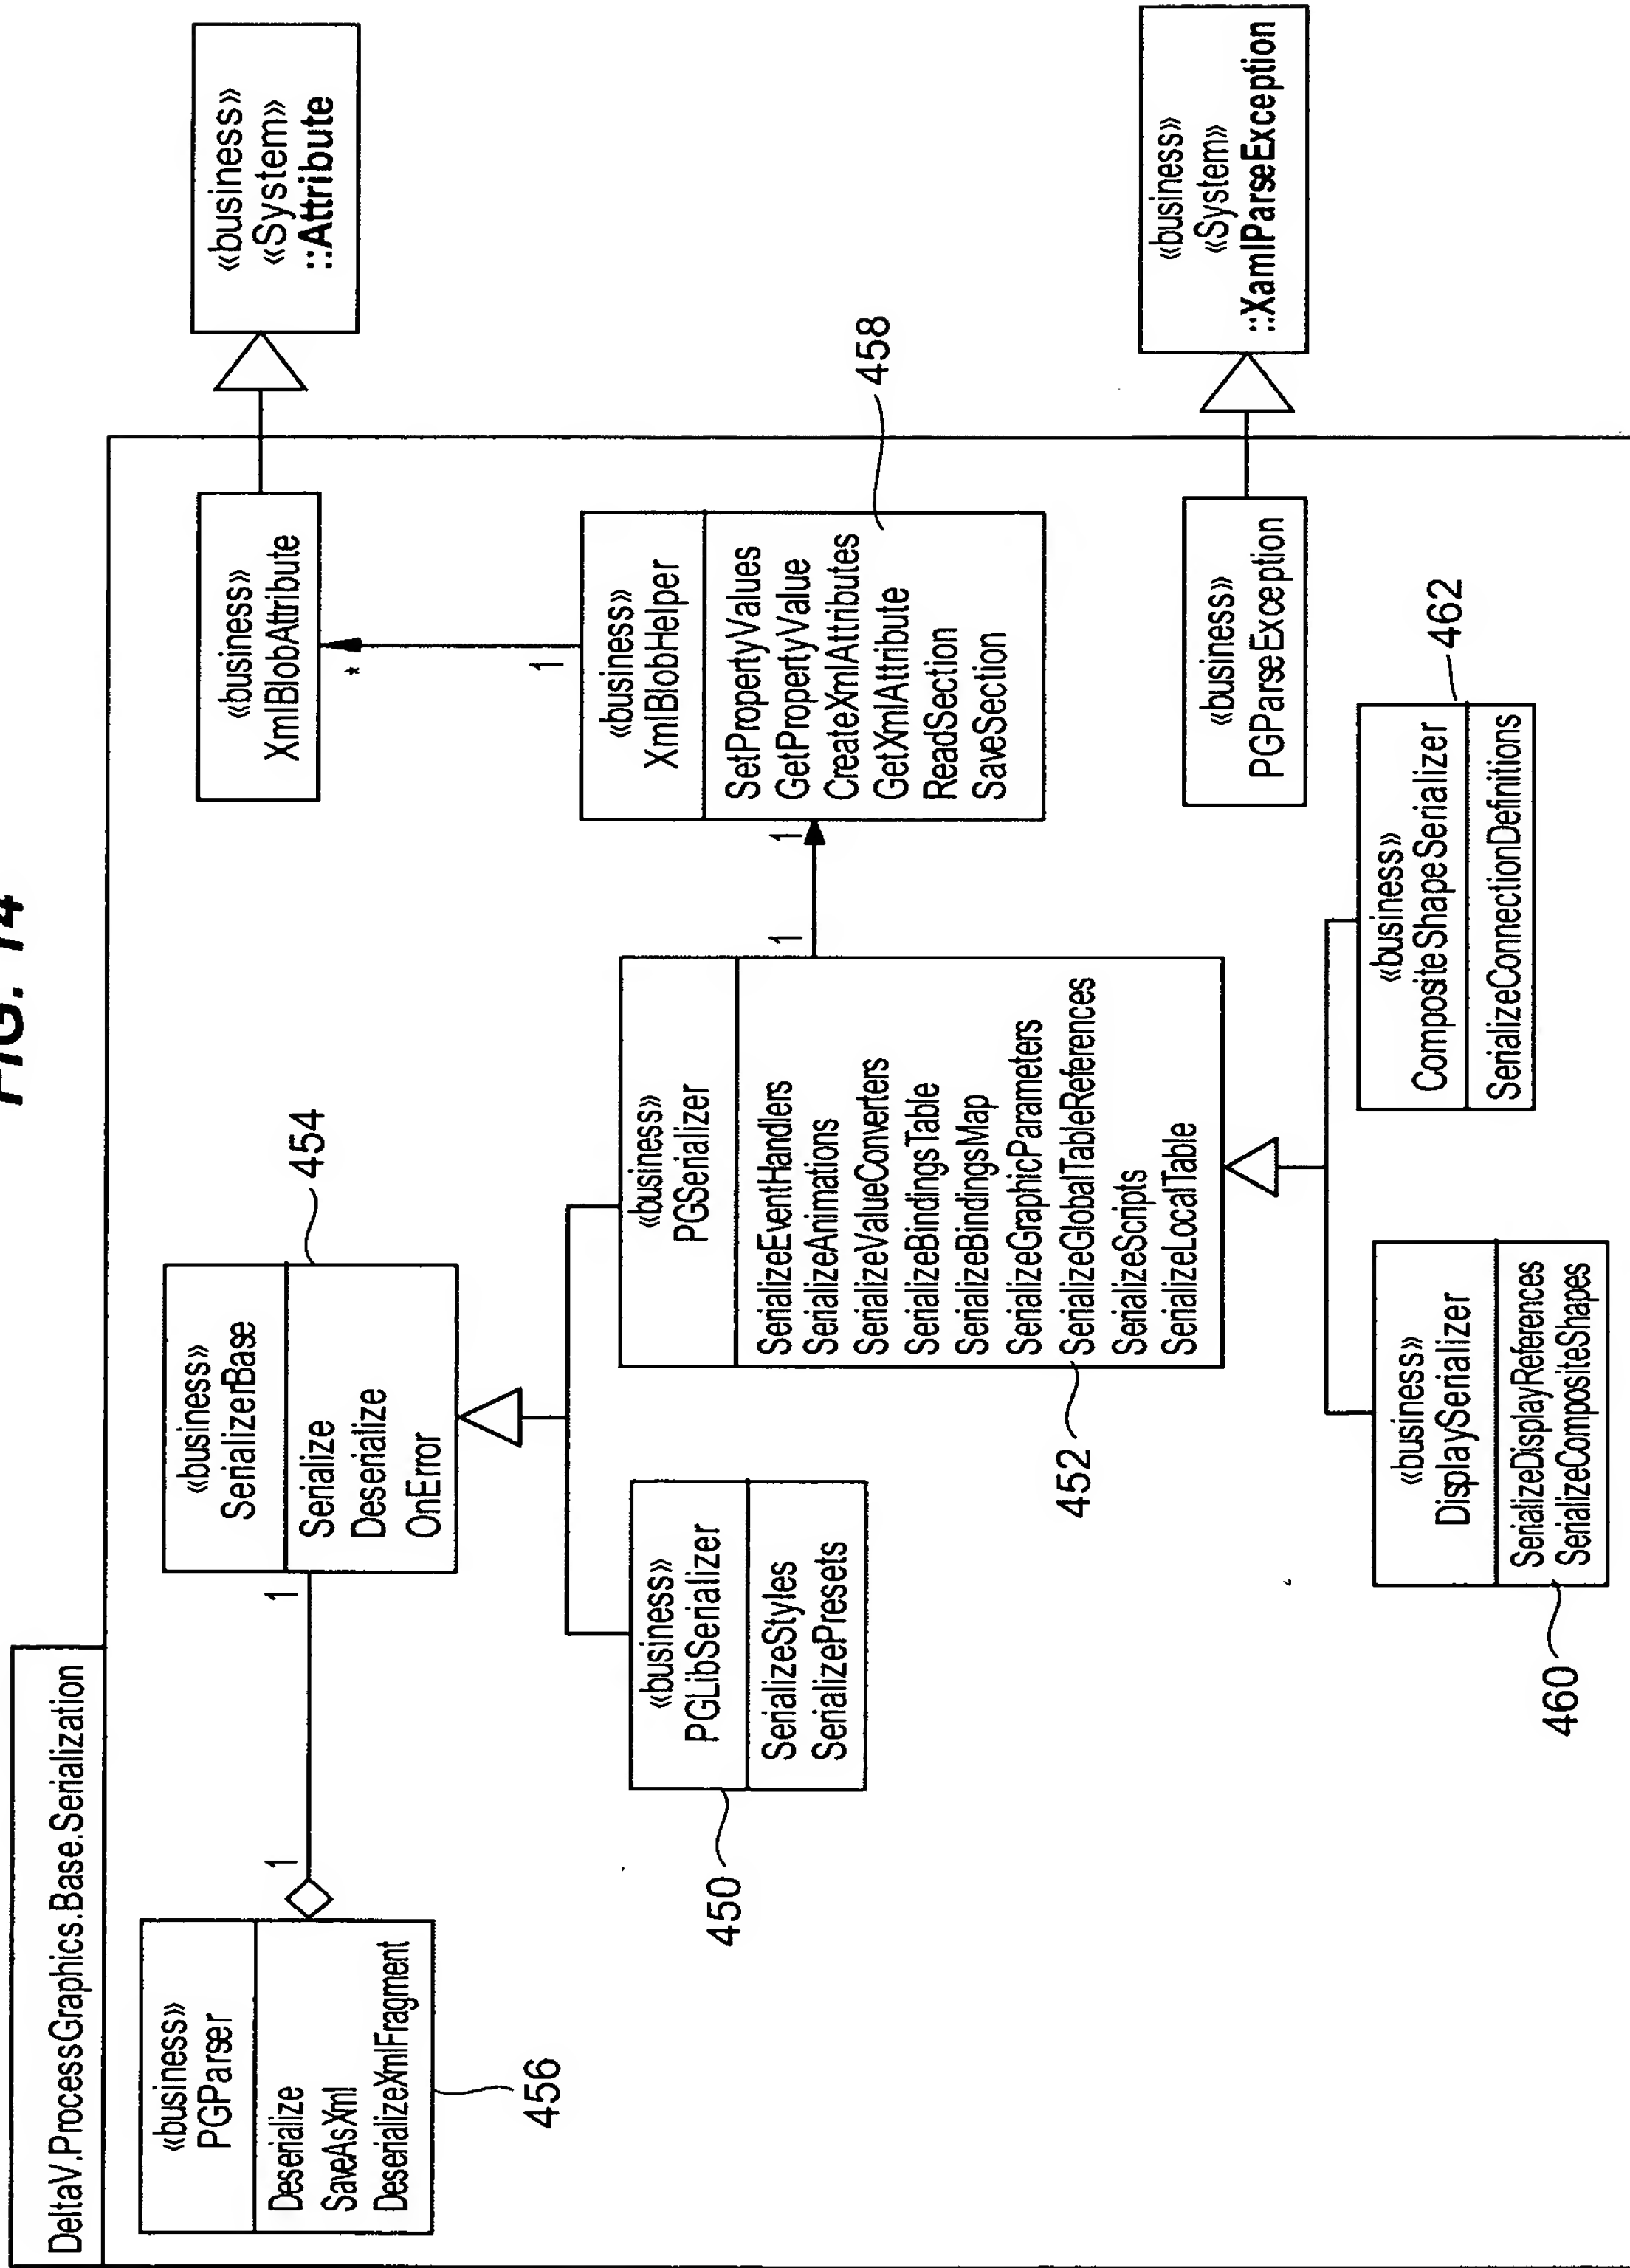 FIG. 14
DeltaV.ProcessGraphics.Base.Serialization
«business»
PGParser
Deserialize
SaveAsXml
DeserializeXmlFragment
456
1
1
«business»
SerializerBase
Serialize
Deserialize
OnError
454
«business»
XmlBlobAttribute
«business»
«System»
::Attribute
*
1
«business»
PGLibSerializer
SerializeStyles
SerializePresets
450
«business»
PGSerializer
SerializeEventHandlers
SerializeAnimations
SerializeValueConverters
SerializeBindingsTable
SerializeBindingsMap
SerializeGraphicParameters
SerializeGlobalTableReferences
SerializeScripts
SerializeLocalTable
452
1
1
«business»
XmlBlobHelper
SetPropertyValues
GetPropertyValue
CreateXmlAttributes
GetXmlAttribute
ReadSection
SaveSection
458
«business»
PGParseException
«business»
«System»
::XamlParseException
«business»
DisplaySerializer
SerializeDisplayReferences
SerializeCompositeShapes
460
«business»
CompositeShapeSerializer
SerializeConnectionDefinitions
462